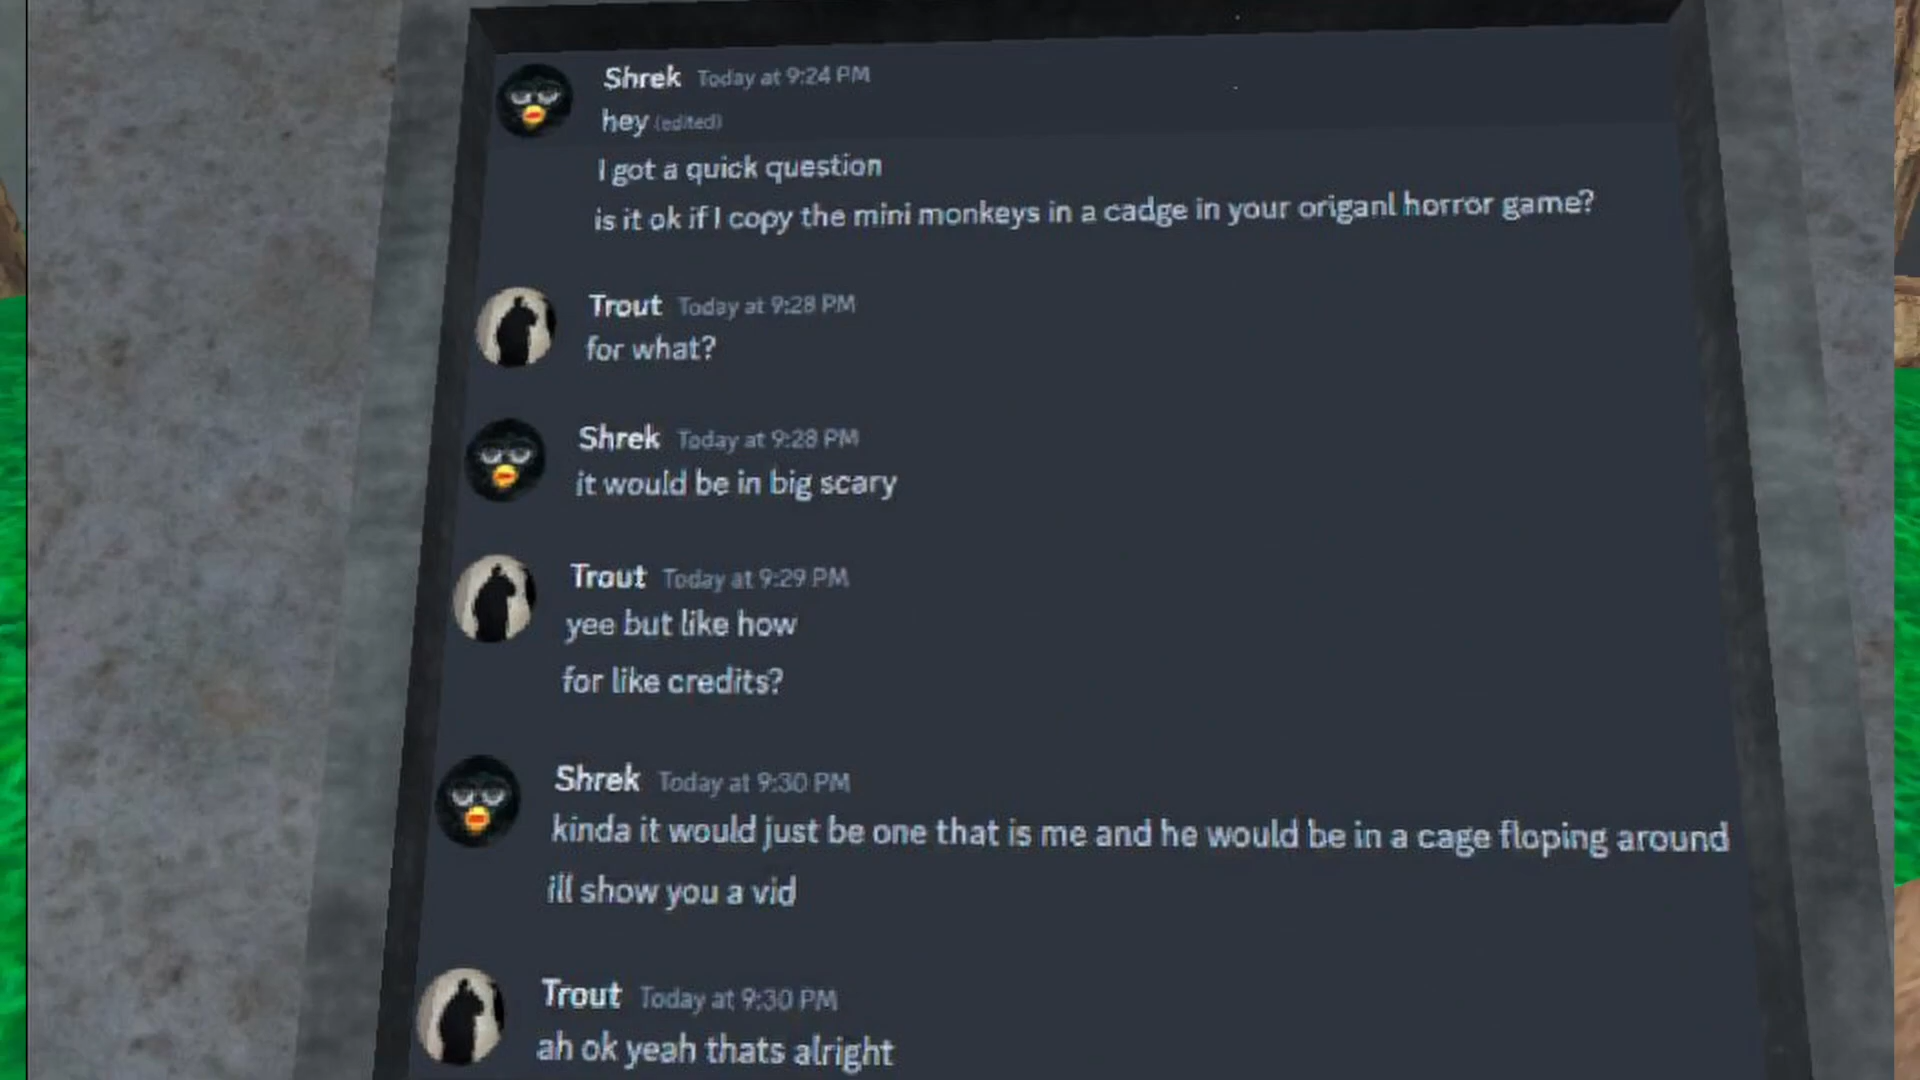 Shrek Today at 9:24 PM
hey (edited)
I got a quick question
is it ok if I copy the mini monkeys in a cadge in your origanl horror game?
Trout Today at 9:28 PM
for what?
Shrek Today at 9:28 PM
it would be in big scary
Trout Today at 9:29 PM
yee but like how
for like credits?
Shrek Today at 9:30 PM
kinda it would just be one that is me and he would be in a cage floping around
ill show you a vid
Trout Today at 9:30 PM
ah ok yeah thats alright